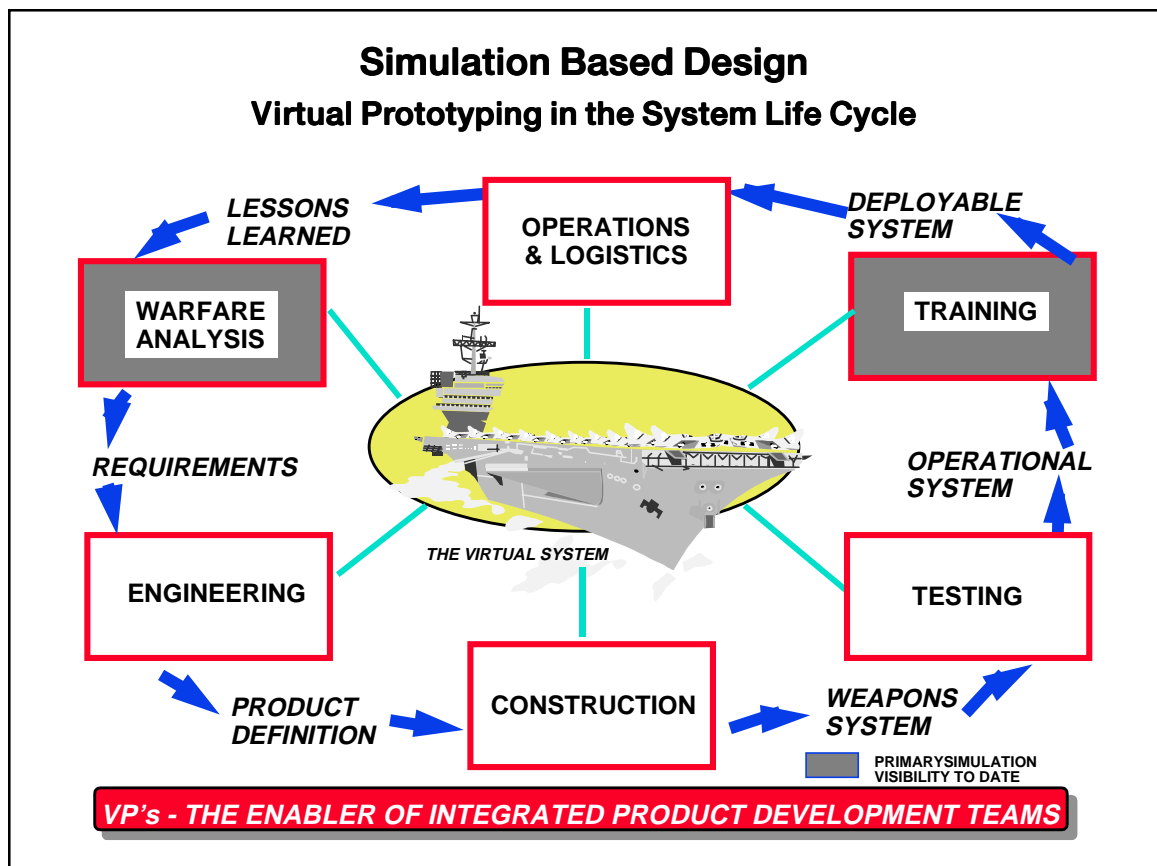 Simulation Based Design
Virtual Prototyping in the System Life Cycle
LESSONS
LEARNED
OPERATIONS
& LOGISTICS
DEPLOYABLE
SYSTEM
WARFARE
ANALYSIS
TRAINING
REQUIREMENTS
OPERATIONAL
SYSTEM
THE VIRTUAL SYSTEM
ENGINEERING
TESTING
PRODUCT
DEFINITION
CONSTRUCTION
WEAPONS
SYSTEM
PRIMARYSIMULATION
VISIBILITY TO DATE
VP's - THE ENABLER OF INTEGRATED PRODUCT DEVELOPMENT TEAMS